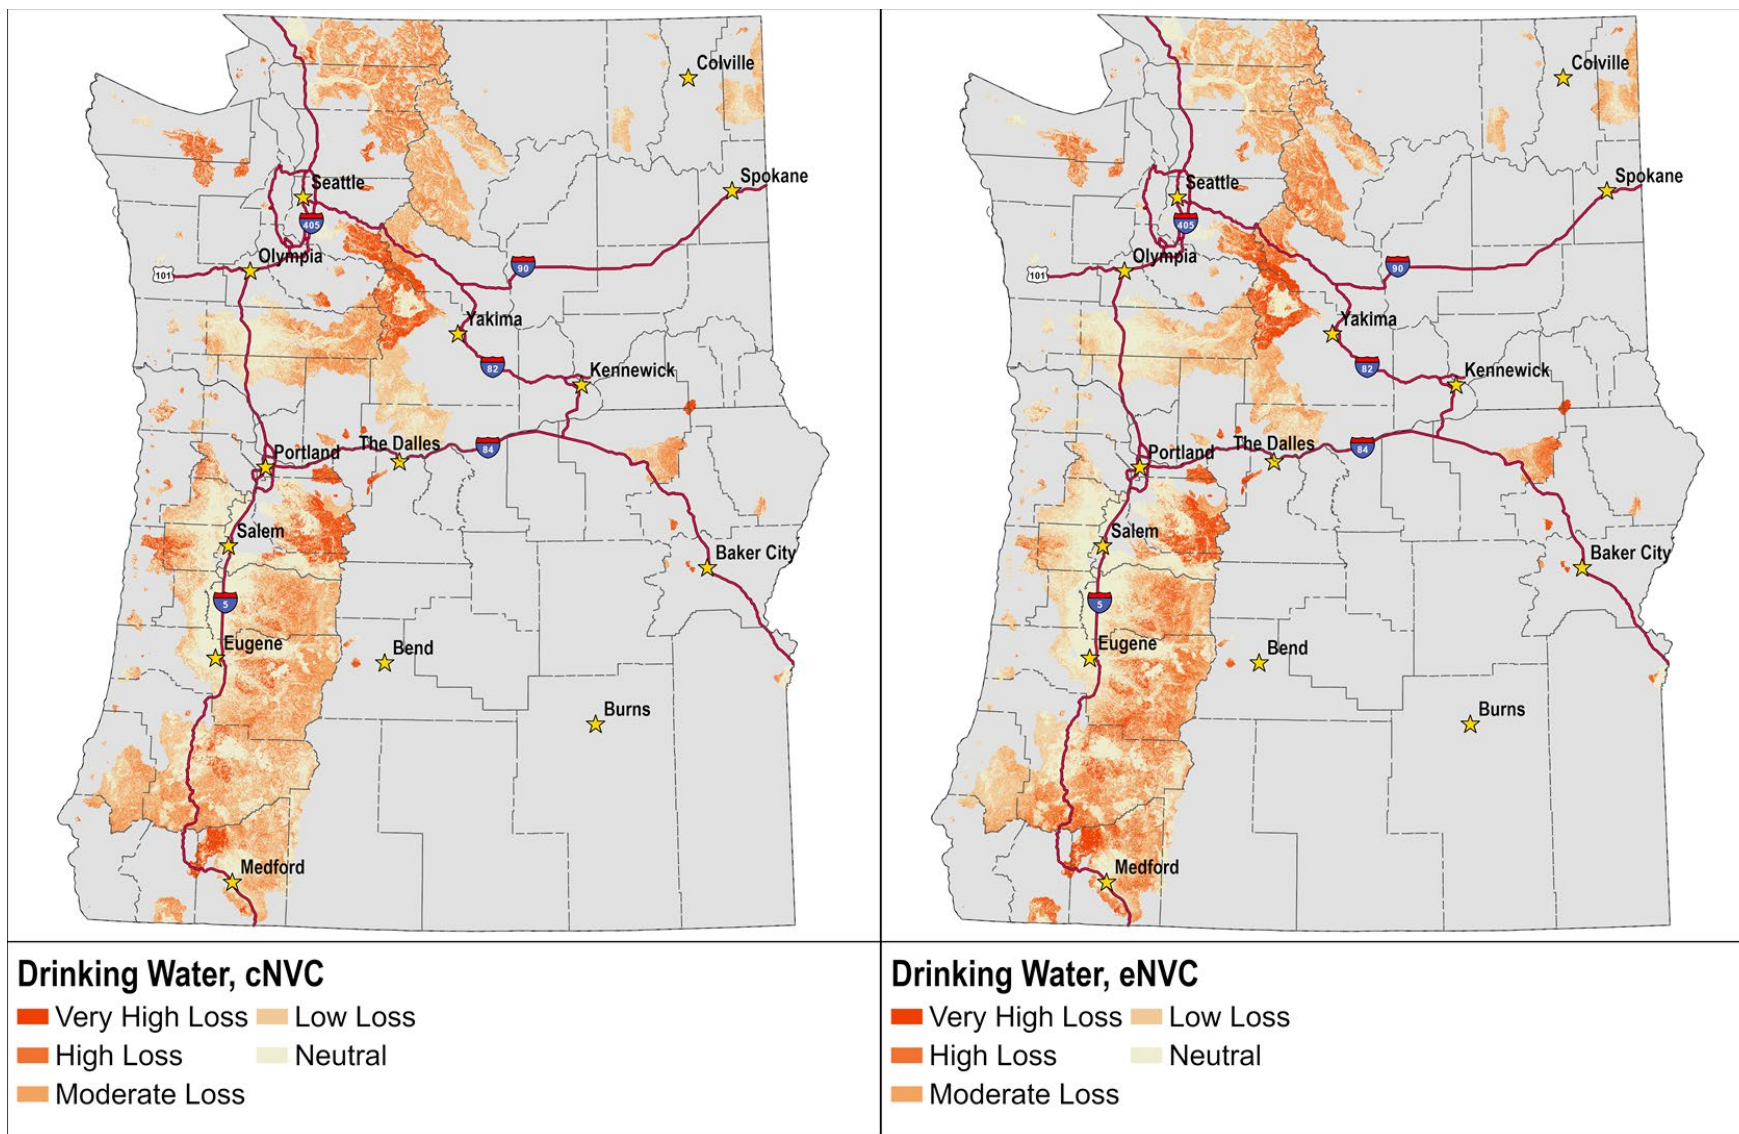 Colville
Spokane
Seattle
405
Olympia
101
90
Yakima
82
Kennewick
Portland
The Dalles
84
Salem
Baker City
5
Eugene
Bend
Burns
Medford
Drinking Water, cNVC
Very High Loss
Low Loss
High Loss
Neutral
Moderate Loss
Colville
Spokane
Seattle
405
Olympia
101
90
Yakima
82
Kennewick
Portland
The Dalles
84
Salem
Baker City
5
Eugene
Bend
Burns
Medford
Drinking Water, eNVC
Very High Loss
Low Loss
High Loss
Neutral
Moderate Loss